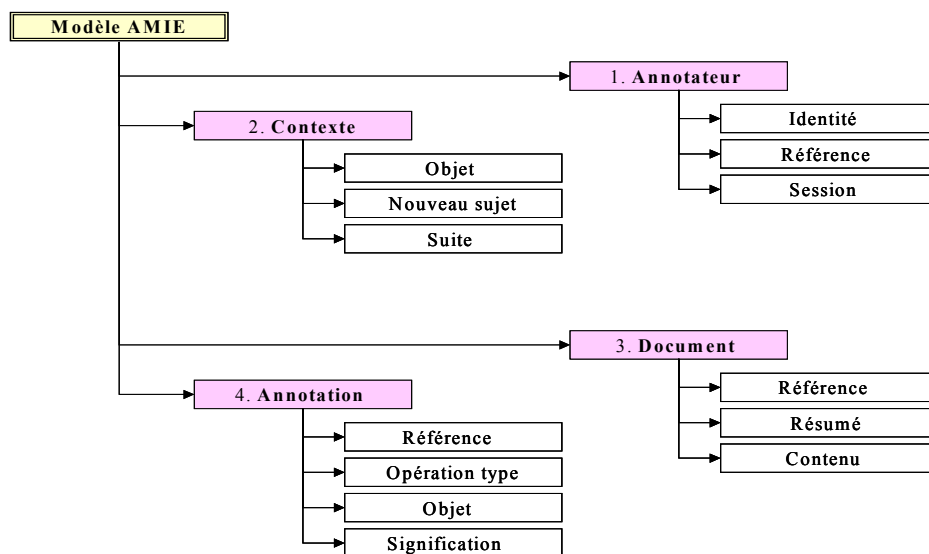 Modèle AMIE
1. Annotateur
Identité
Référence
Session
2. Contexte
Objet
Nouveau sujet
Suite
3. Document
Référence
Résumé
Contenu
4. Annotation
Référence
Opération type
Objet
Signification